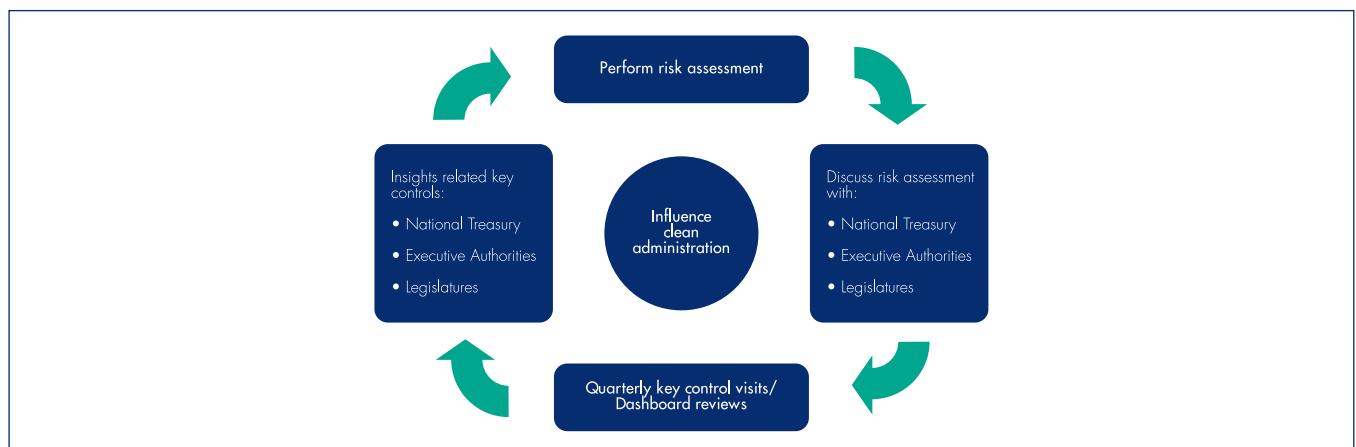 Perform risk assessment
Insights related key
controls:
• National Treasury
• Executive Authorities
• Legislatures
Influence
clean
administration
Discuss risk assessment
with:
• National Treasury
• Executive Authorities
• Legislatures
Quarterly key control visits/
Dashboard reviews